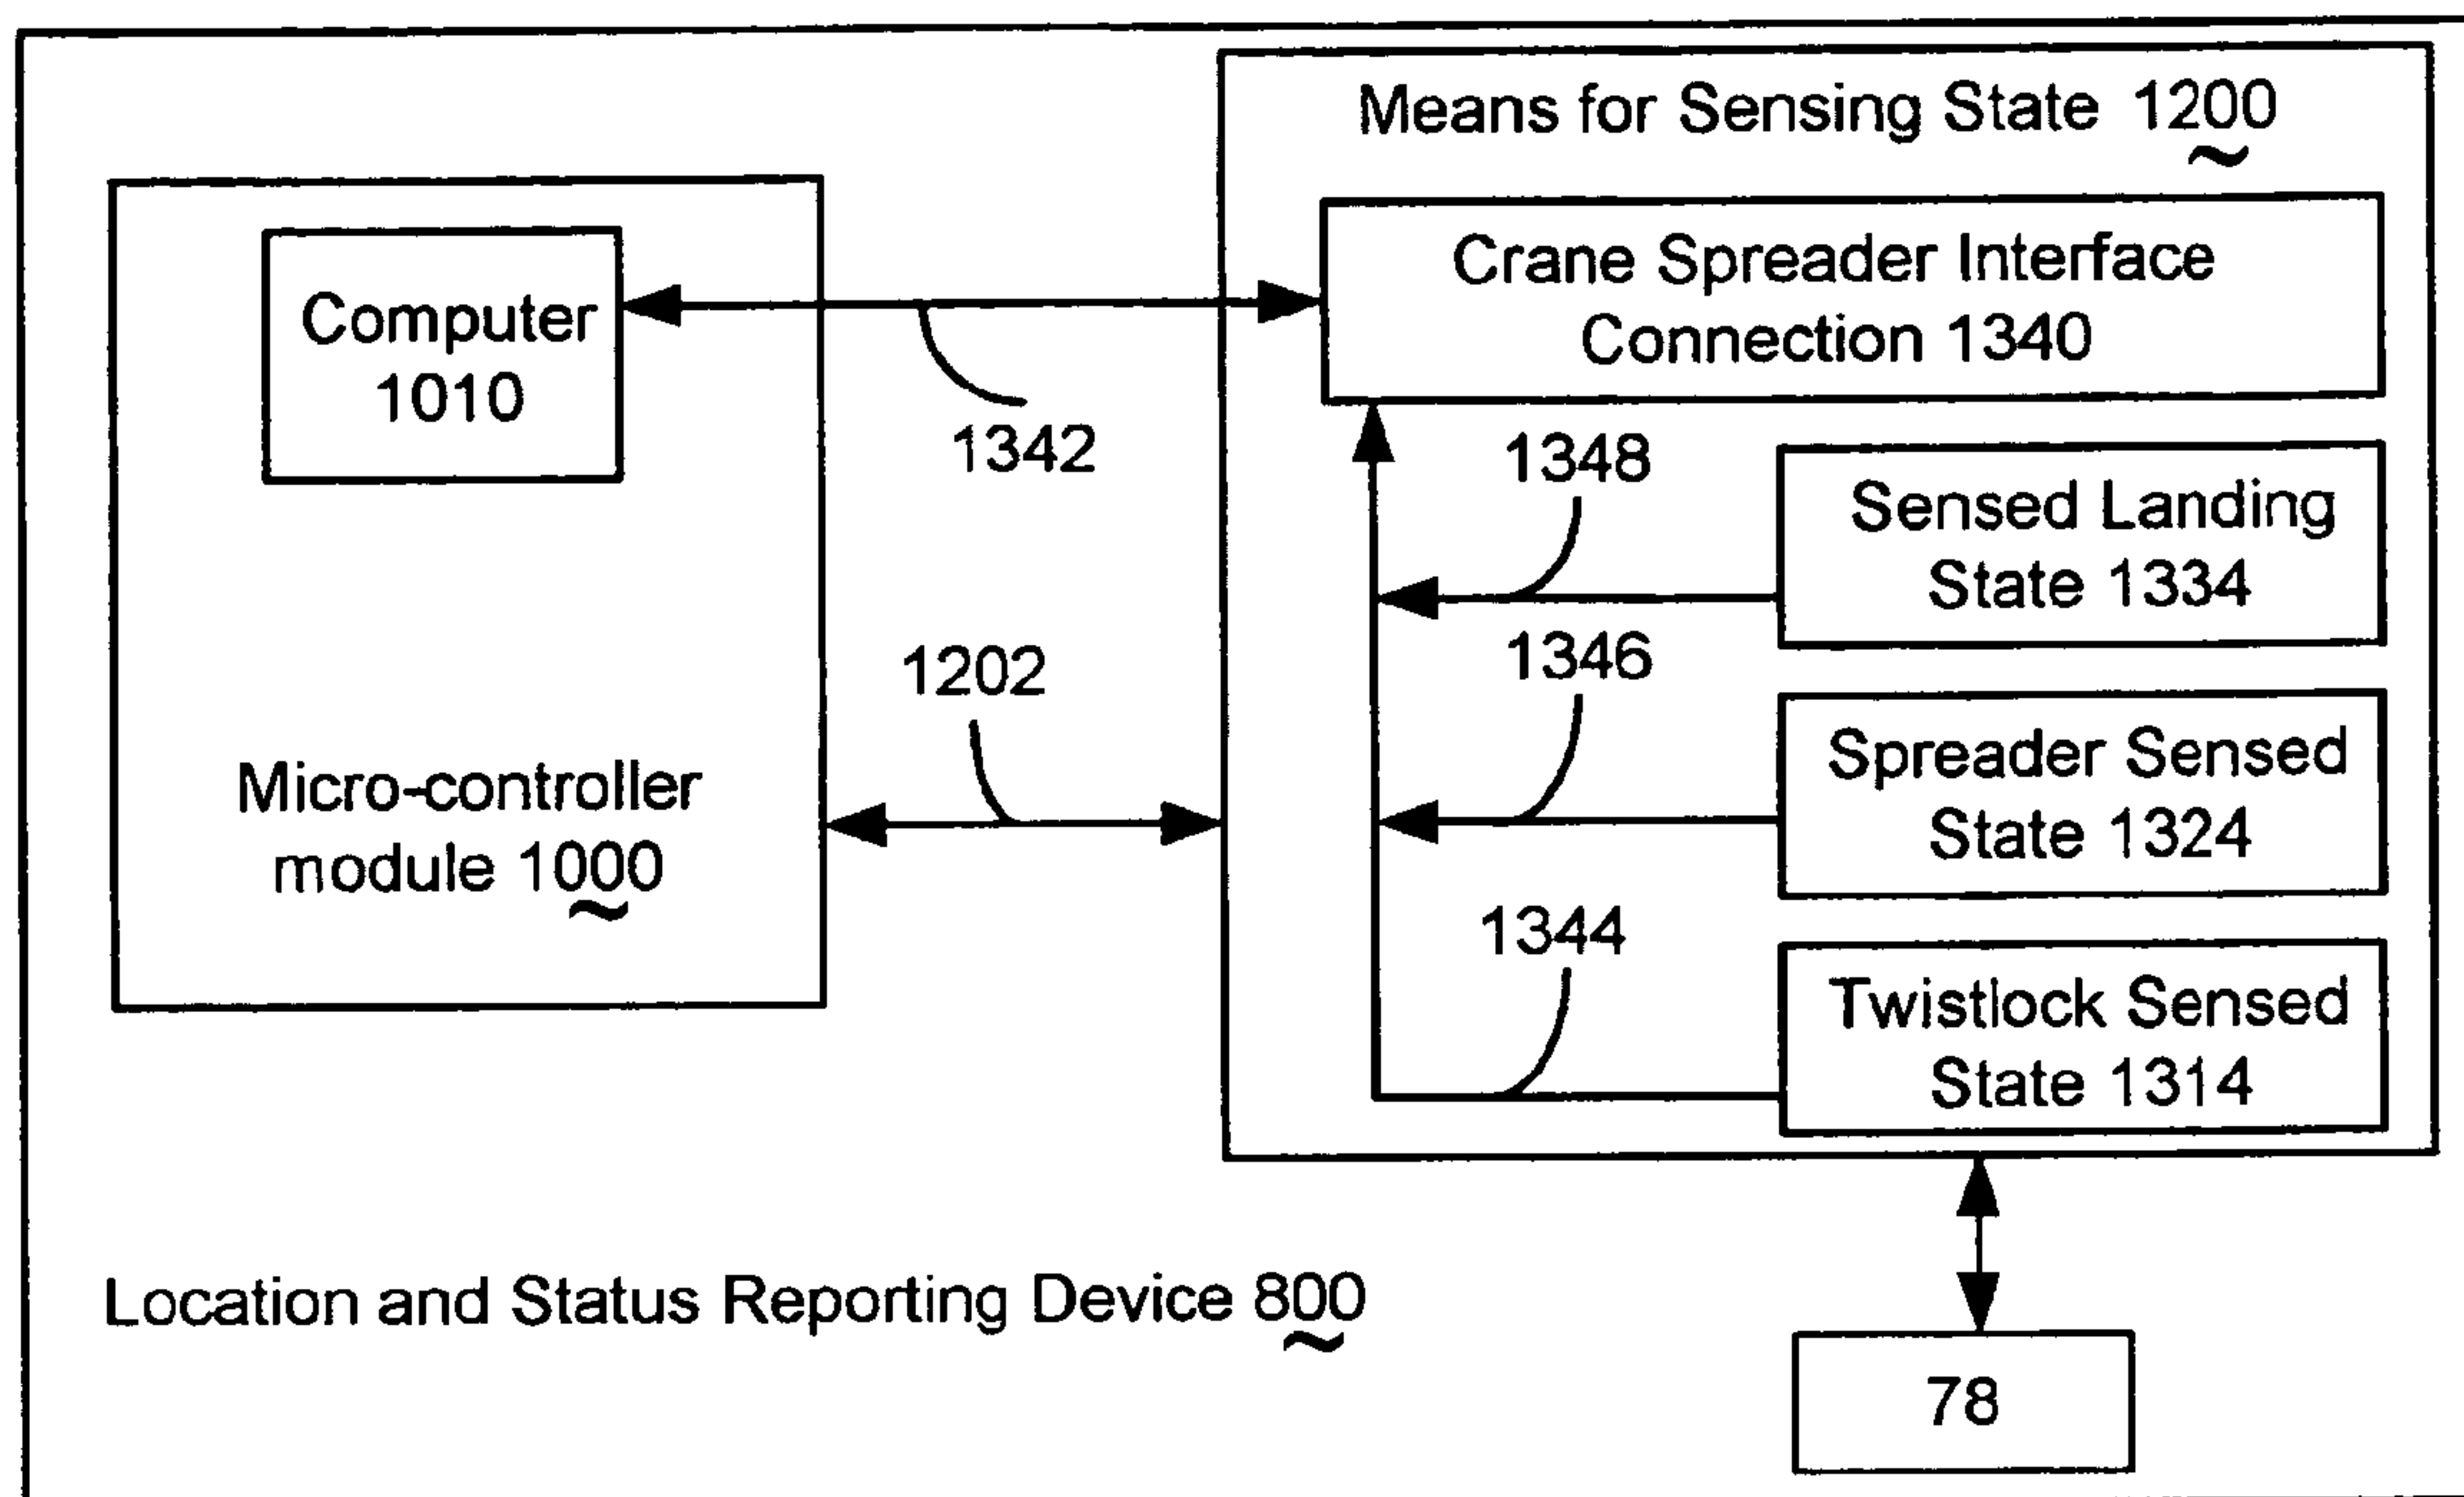 Means for Sensing State 1200
Crane Spreader Interface
Connection 1340
Computer
1010
1342
1348
Sensed Landing
State 1334
1202
1346
Spreader Sensed
State 1324
Micro-controller
module 1000
1344
Twistlock Sensed
State 1314
Location and Status Reporting Device 800
78